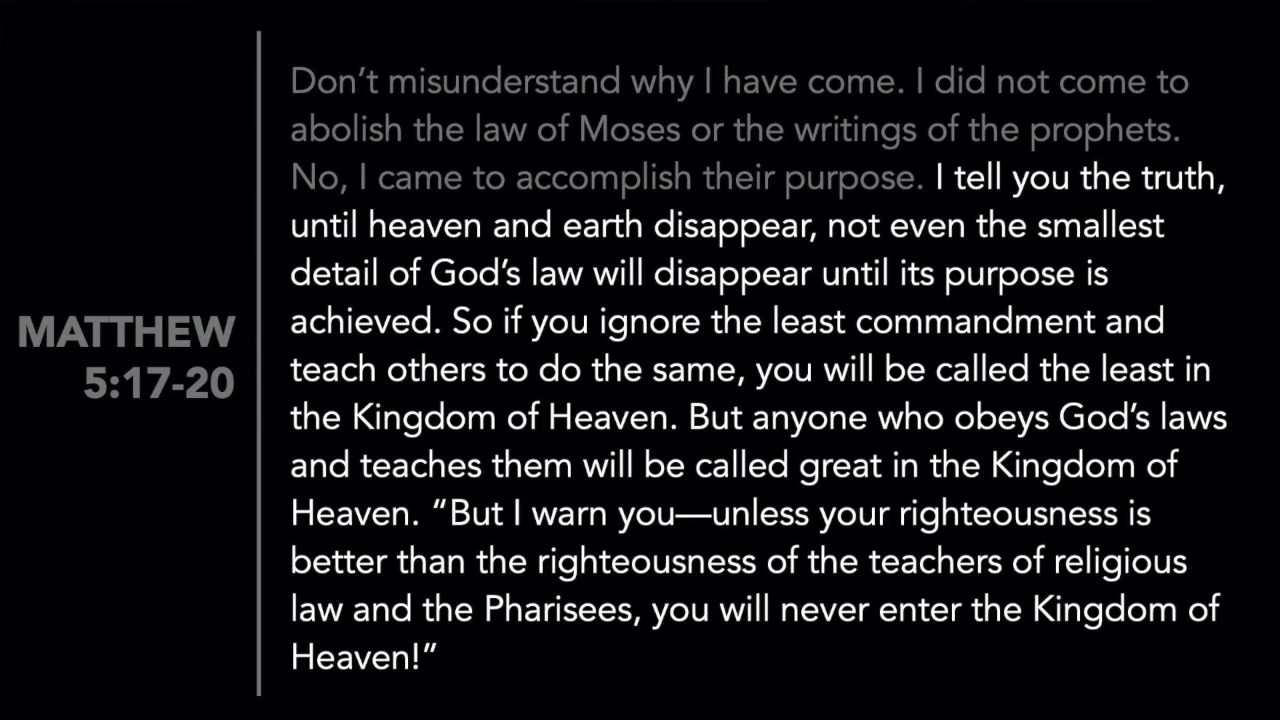 MATTHEW
5:17-20
Don’t misunderstand why I have come. I did not come to
abolish the law of Moses or the writings of the prophets.
No, I came to accomplish their purpose. I tell you the truth,
until heaven and earth disappear, not even the smallest
detail of God’s law will disappear until its purpose is
achieved. So if you ignore the least commandment and
teach others to do the same, you will be called the least in
the Kingdom of Heaven. But anyone who obeys God’s laws
and teaches them will be called great in the Kingdom of
Heaven. “But I warn you—unless your righteousness is
better than the righteousness of the teachers of religious
law and the Pharisees, you will never enter the Kingdom of
Heaven!”